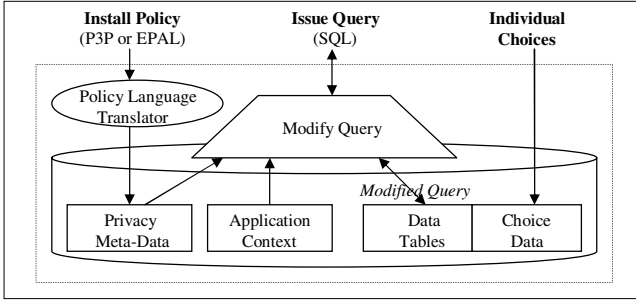 Install Policy
(P3P or EPAL)
Issue Query
(SQL)
Individual
Choices
Policy Language
Translator
Modify Query
Modified Query
Privacy
Meta-Data
Application
Context
Data
Tables
Choice
Data